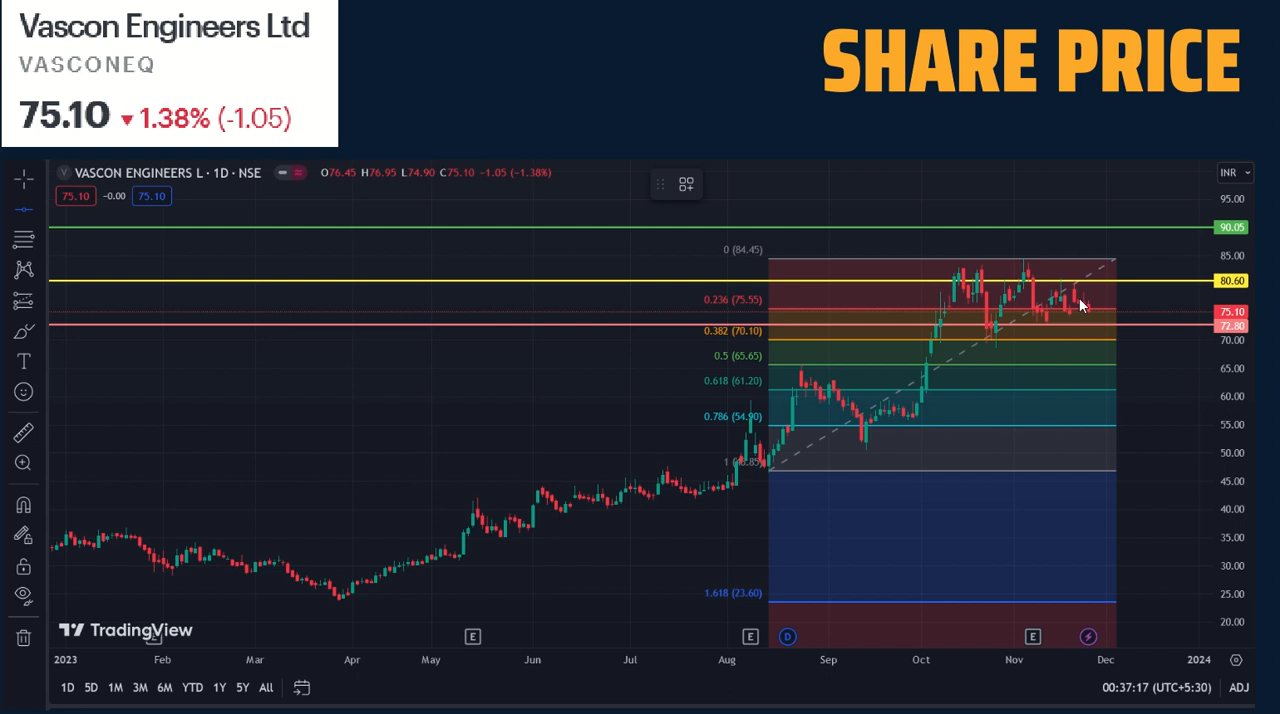 Vascon Engineers Ltd
VASCONEQ
75.10 ▼1.38% (-1.05)
SHARE PRICE
V VASCON ENGINEERS L · 1D · NSE O76.45 H76.95 L74.90 C75.10 -1.05 (-1.38%)
75.10 -0.00 75.10
INR
95.00
90.05
85.00
80.60
75.10
72.80
70.00
65.00
60.00
55.00
50.00
45.00
40.00
35.00
30.00
25.00
20.00
0 (84.45)
0.236 (75.55)
0.382 (70.10)
0.5 (65.65)
0.618 (61.20)
0.786 (54.90)
1.618 (23.60)
TradingView
E E D E
2023 Feb Mar Apr May Jun Jul Aug Sep Oct Nov Dec 2024
1D 5D 1M 3M 6M YTD 1Y 5Y All 00:37:17 (UTC+5:30) ADJ